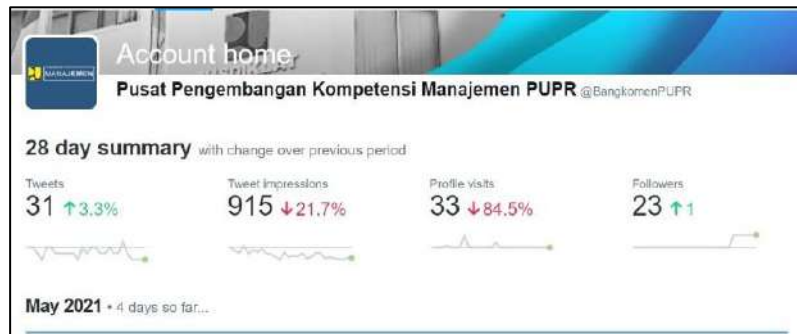 Account home
MANAJEMEN
Pusat Pengembangan Kompetensi Manajemen PUPR @BangkomenPUPR
28 day summary with change over previous period
Tweets Tweet impressions Profile visits Followers
31 ↑3.3% 915 ↓21.7% 33 ↓84.5% 23 ↑1
May 2021 • 4 days so far...